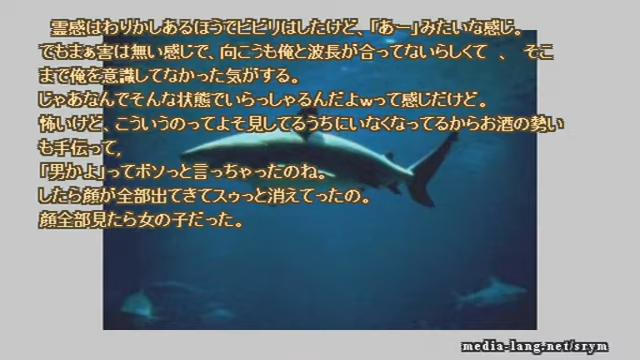 霊感はわりかしあるほうでビビりはしたけど、「あー」みたいな感じ。
でもまぁ害は無い感じで、向こうも俺と波長が合ってないらしくて 、 そこ
まで俺を意識してなかった気がする。
じゃあなんでそんな状態でいらっしゃるんだよwって感じだけど。
怖いけど、こういうのってよそ見してるうちにいなくなってるからお酒の勢い
も手伝って,
「男かよ」ってボソっと言っちゃったのね。
したら顔が全部出てきてスゥっと消えてったの。
顔全部見たら女の子だった。
media-lang-net/srym